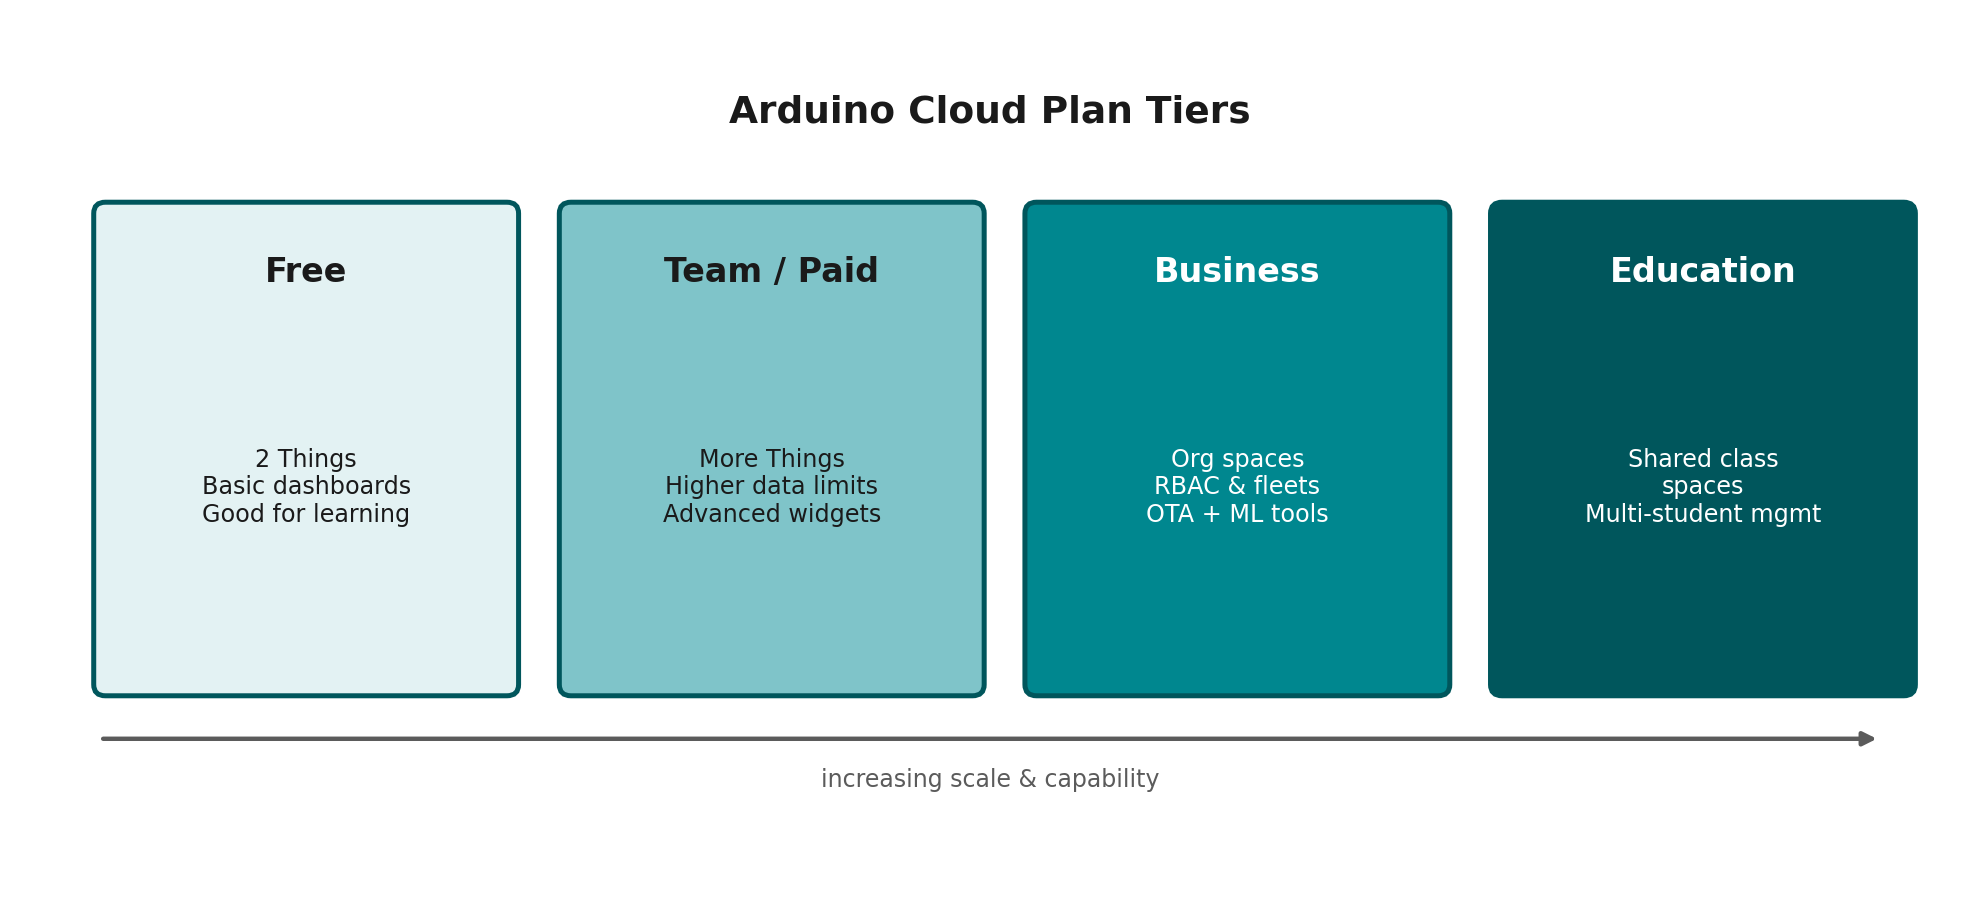 Arduino Cloud Plan Tiers
Free
2 Things
Basic dashboards
Good for learning
Team / Paid
More Things
Higher data limits
Advanced widgets
Business
Org spaces
RBAC & fleets
OTA + ML tools
Education
Shared class
spaces
Multi-student mgmt
increasing scale & capability